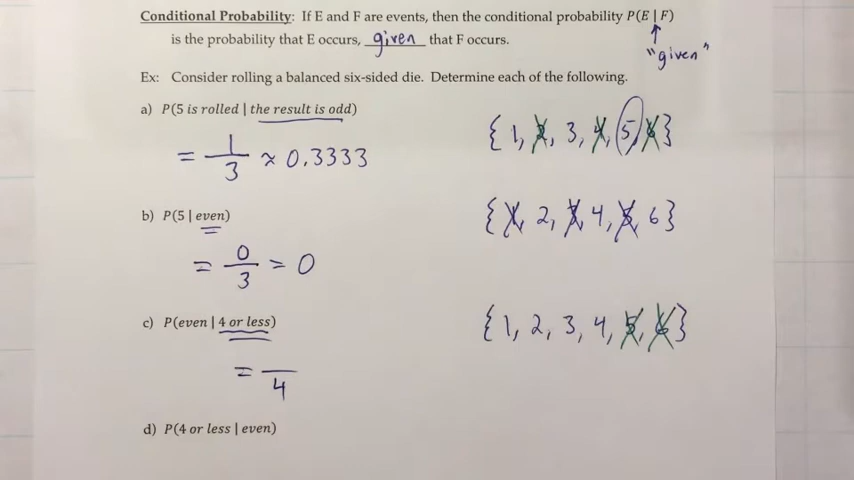 Conditional Probability: If E and F are events, then the conditional probability P(E | F)
is the probability that E occurs, given that F occurs.
"given"
Ex: Consider rolling a balanced six-sided die. Determine each of the following.
a) P(5 is rolled | the result is odd)
{1, 2, 3, 4, 5, 6}
= 1/3 ≈ 0.3333
b) P(5 | even)
{1, 2, 3, 4, 5, 6}
= 0/3 = 0
c) P(even | 4 or less)
{1, 2, 3, 4, 5, 6}
= /4
d) P(4 or less | even)